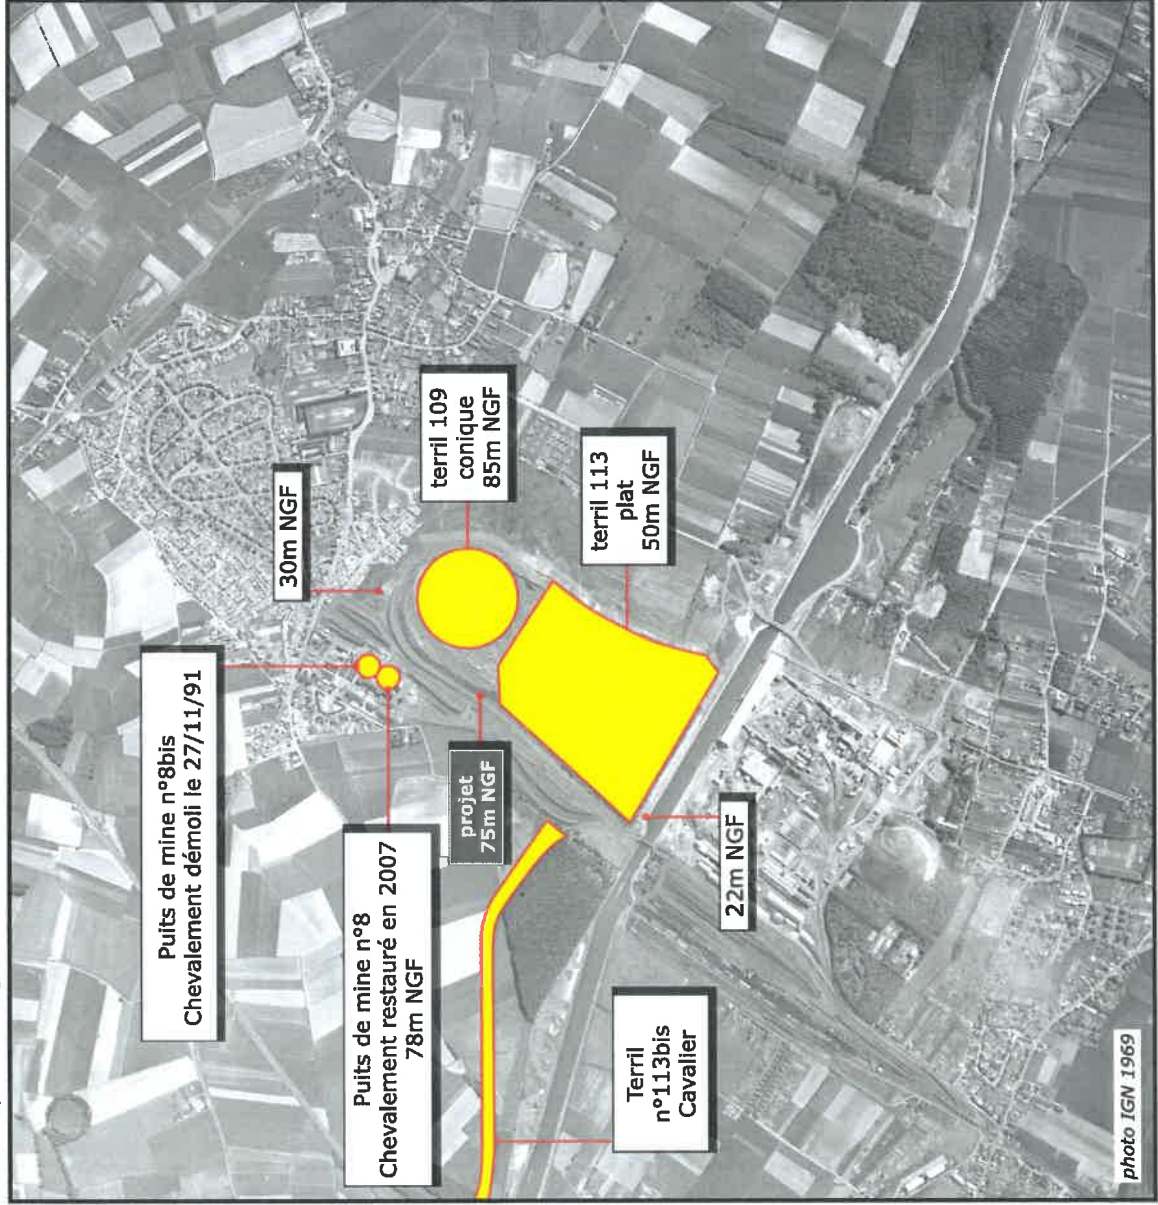 Puits de mine n°8bis
Chevalement démoli le 27/11/91
Puits de mine n°8
Chevalement restauré en 2007
78m NGF
Terril
n°113bis
Cavalier
projet
75m NGF
22m NGF
30m NGF
terril 109
conique
85m NGF
terril 113
plat
50m NGF
photo IGN 1969